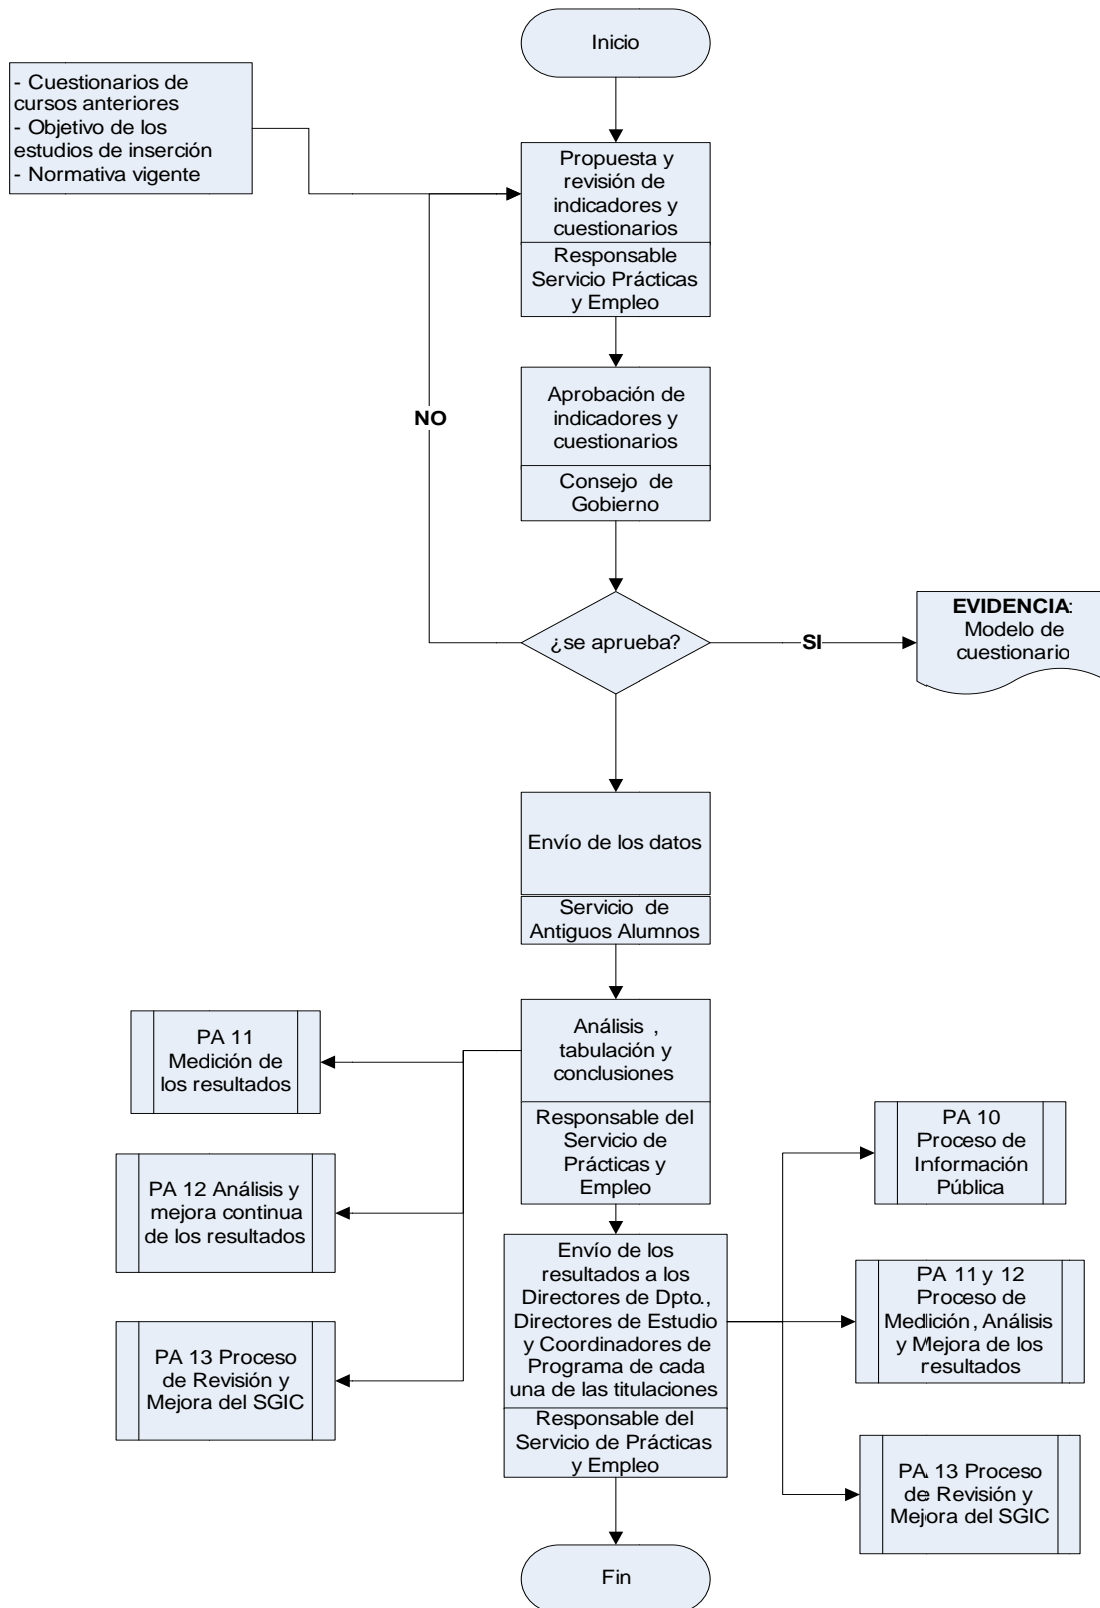 Inicio
- Cuestionarios de
cursos anteriores
- Objetivo de los
estudios de inserción
- Normativa vigente
Propuesta y
revisión de
indicadores y
cuestionarios
Responsable
Servicio Prácticas
y Empleo
Aprobación de
indicadores y
cuestionarios
Consejo de
Gobierno
NO
¿se aprueba?
SI
EVIDENCIA:
Modelo de
cuestionario
Envío de los datos
Servicio de
Antiguos Alumnos
Análisis ,
tabulación y
conclusiones
Responsable del
Servicio de
Prácticas y
Empleo
PA 11
Medición de
los resultados
PA 12 Análisis y
mejora continua
de los resultados
PA 13 Proceso
de Revisión y
Mejora del SGIC
Envío de los
resultados a los
Directores de Dpto.,
Directores de Estudio
y Coordinadores de
Programa de cada
una de las titulaciones
Responsable del
Servicio de Prácticas
y Empleo
PA 10
Proceso de
Información
Pública
PA 11 y 12
Proceso de
Medición, Análisis
y Mejora de los
resultados
PA 13 Proceso
de Revisión y
Mejora del SGIC
Fin